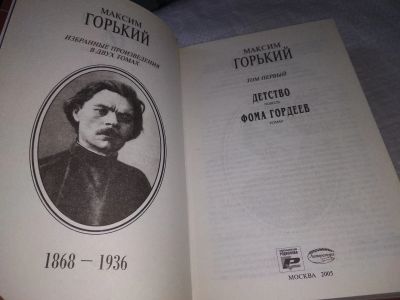 МАКСИМ
ГОРЬКИЙ
ИЗБРАННЫЕ ПРОИЗВЕДЕНИЯ
В ДВУХ ТОМАХ
1868 — 1936
МАКСИМ
ГОРЬКИЙ
ТОМ ПЕРВЫЙ
ДЕТСТВО
ПОВЕСТЬ
ФОМА ГОРДЕЕВ
РОМАН
Литература
МОСКВА 2005